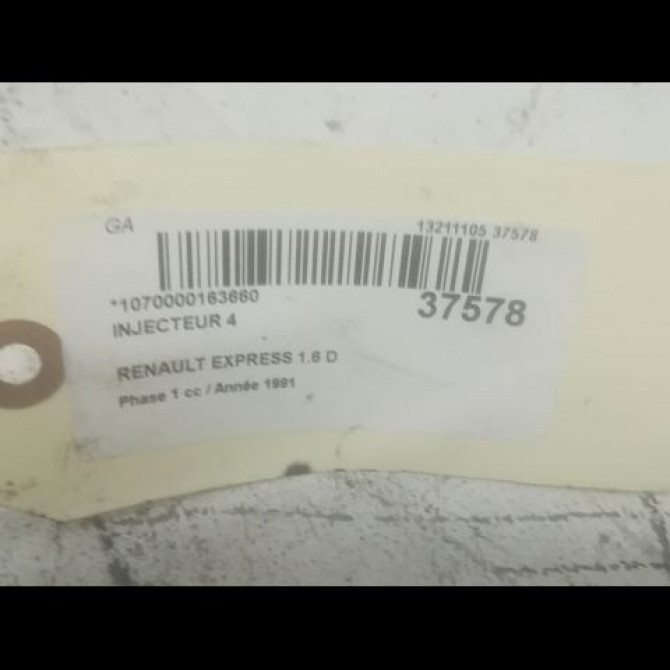 GA
13211105 37578
*1070000163660
37578
INJECTEUR 4
RENAULT EXPRESS 1.6 D
Phase 1 cc / Année 1991